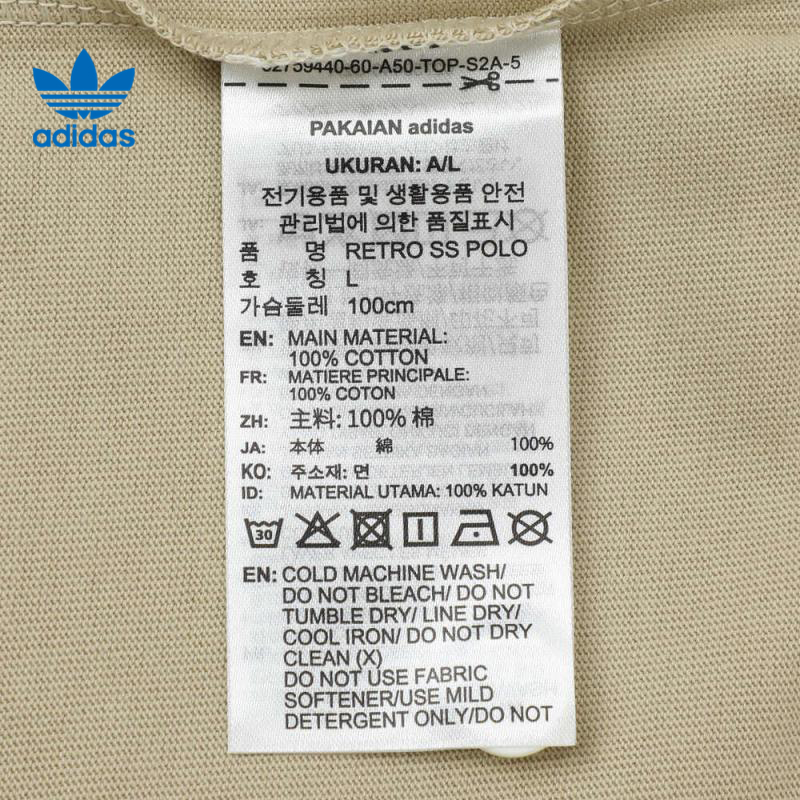 adidas
52759440-60-A50-TOP-S2A-5
PAKAIAN adidas
UKURAN: A/L
전기용품 및 생활용품 안전
관리법에 의한 품질표시
품 명 RETRO SS POLO
호 칭 L
가슴둘레 100cm
EN: MAIN MATERIAL:
100% COTTON
FR: MATIERE PRINCIPALE:
100% COTON
ZH: 主料: 100% 棉
JA: 本体 綿 100%
KO: 주소재: 면 100%
ID: MATERIAL UTAMA: 100% KATUN
30
EN: COLD MACHINE WASH/
DO NOT BLEACH/ DO NOT
TUMBLE DRY/ LINE DRY/
COOL IRON/ DO NOT DRY
CLEAN (X)
DO NOT USE FABRIC
SOFTENER/USE MILD
DETERGENT ONLY/DO NOT